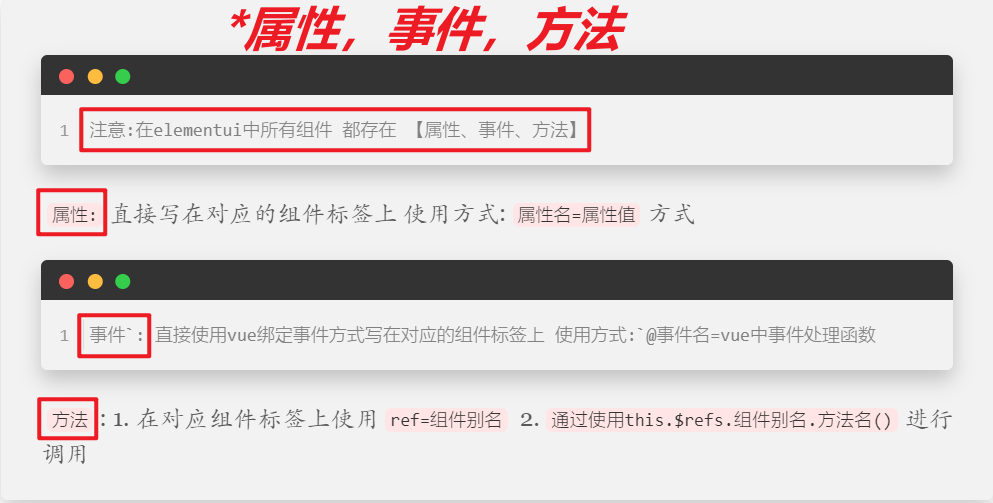 *属性，事件，方法
1 注意:在elementui中所有组件 都存在 【属性、事件、方法】
属性: 直接写在对应的组件标签上 使用方式: 属性名=属性值 方式
1 事件`: 直接使用vue绑定事件方式写在对应的组件标签上 使用方式:`@事件名=vue中事件处理函数
方法 : 1. 在对应组件标签上使用 ref=组件别名 2. 通过使用this.$refs.组件别名.方法名() 进行
调用